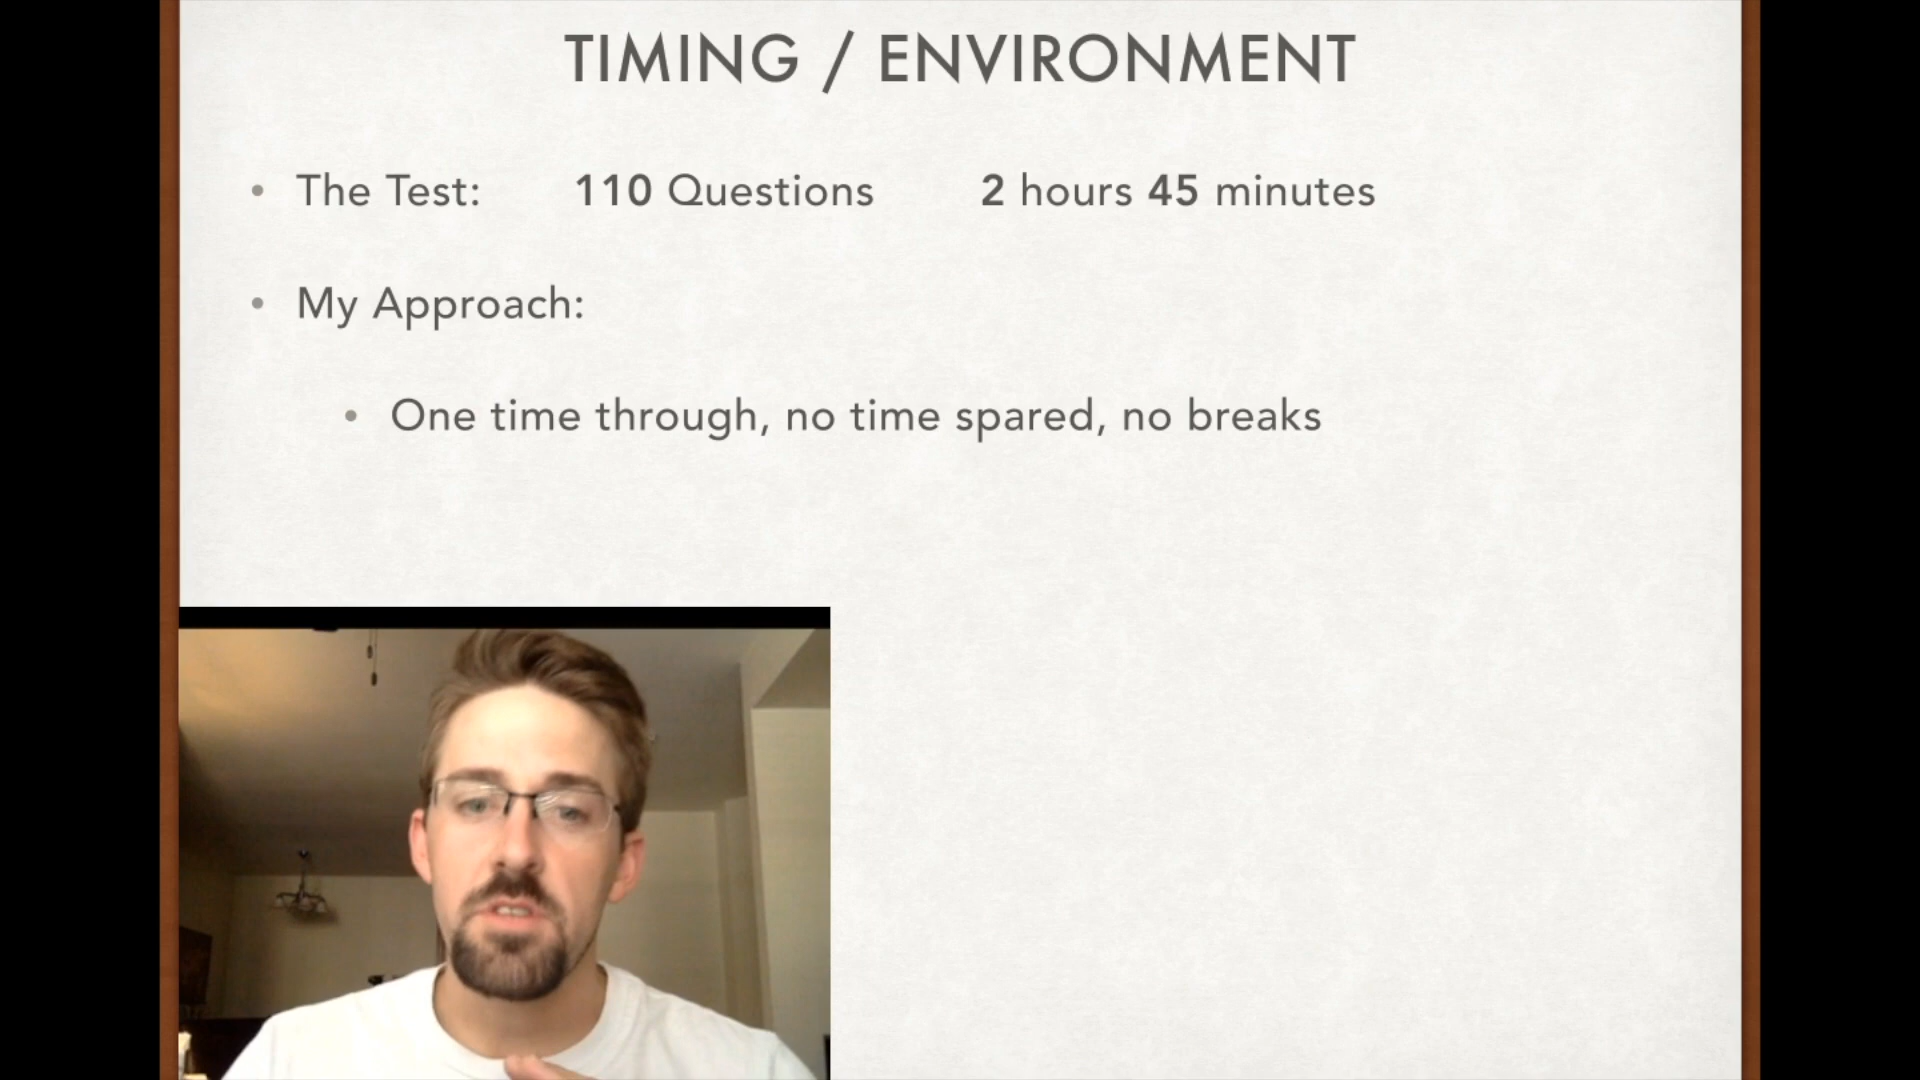 TIMING / ENVIRONMENT
• The Test: 110 Questions 2 hours 45 minutes
• My Approach:
• One time through, no time spared, no breaks